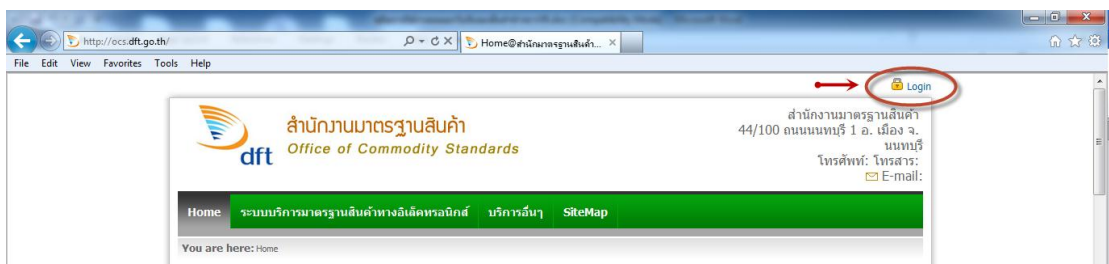 http://ocs.dft.go.th/
Home@สำนักมาตรฐานสินค้า...
File Edit View Favorites Tools Help
Login
dft
สำนักงานมาตรฐานสินค้า
Office of Commodity Standards
สำนักงานมาตรฐานสินค้า
44/100 ถนนนนทบุรี 1 อ. เมือง จ.
นนทบุรี
โทรศัพท์: โทรสาร:
E-mail:
Home ระบบบริการมาตรฐานสินค้าทางอิเล็คทรอนิกส์ บริการอื่นๆ SiteMap
You are here: Home